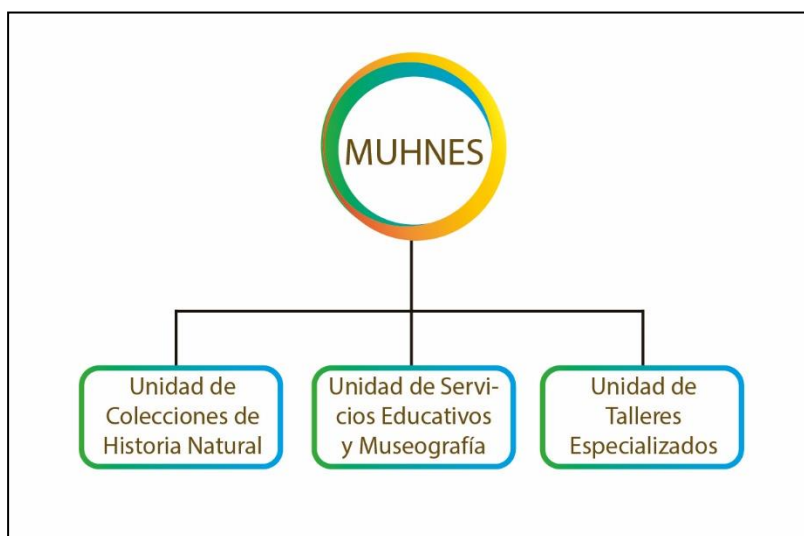 MUHNES
Unidad de
Colecciones de
Historia Natural
Unidad de Servi-
cios Educativos
y Museografía
Unidad de
Talleres
Especializados